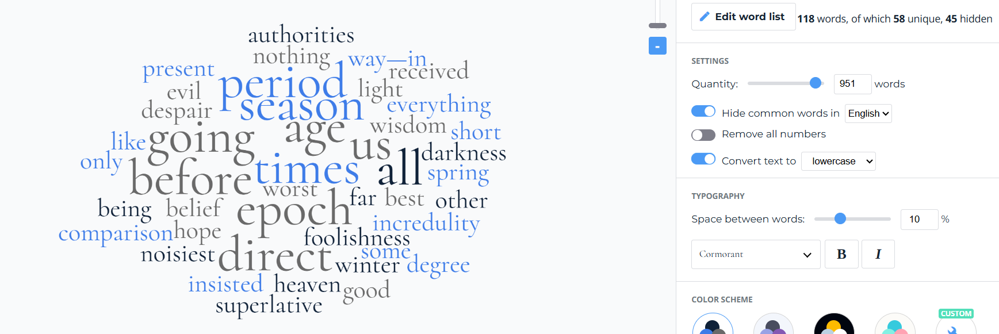 authorities
nothing way—in
present period received
evil light
despair season everything
age wisdom
like going us short
only all darkness
before times spring
worst far best other
being belief epoch
incredulity
comparison hope
foolishness
noisiest direct some
winter degree
insisted heaven good
superlative
-
Edit word list 118 words, of which 58 unique, 45 hidden
SETTINGS
Quantity: 951 words
Hide common words in English
Remove all numbers
Convert text to lowercase
TYPOGRAPHY
Space between words: 10 %
Cormorant B I
COLOR SCHEME
CUSTOM